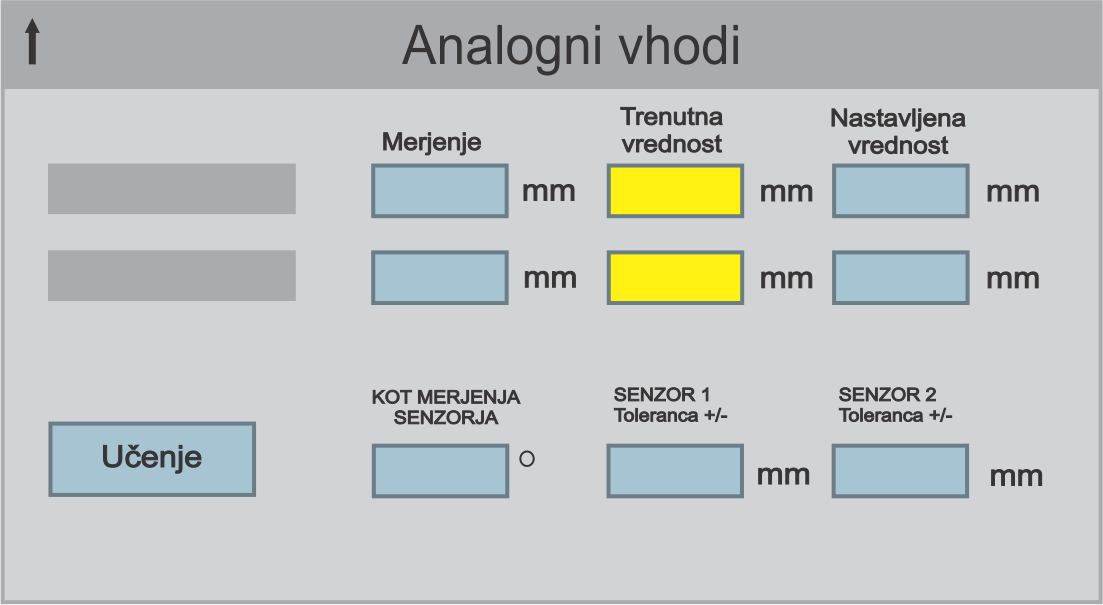 Analogni vhodi
Merjenje
Trenutna
vrednost
Nastavljena
vrednost
mm
mm
mm
mm
mm
mm
Učenje
KOT MERJENJA
SENZORJA
SENZOR 1
Toleranca +/-
SENZOR 2
Toleranca +/-
mm
mm